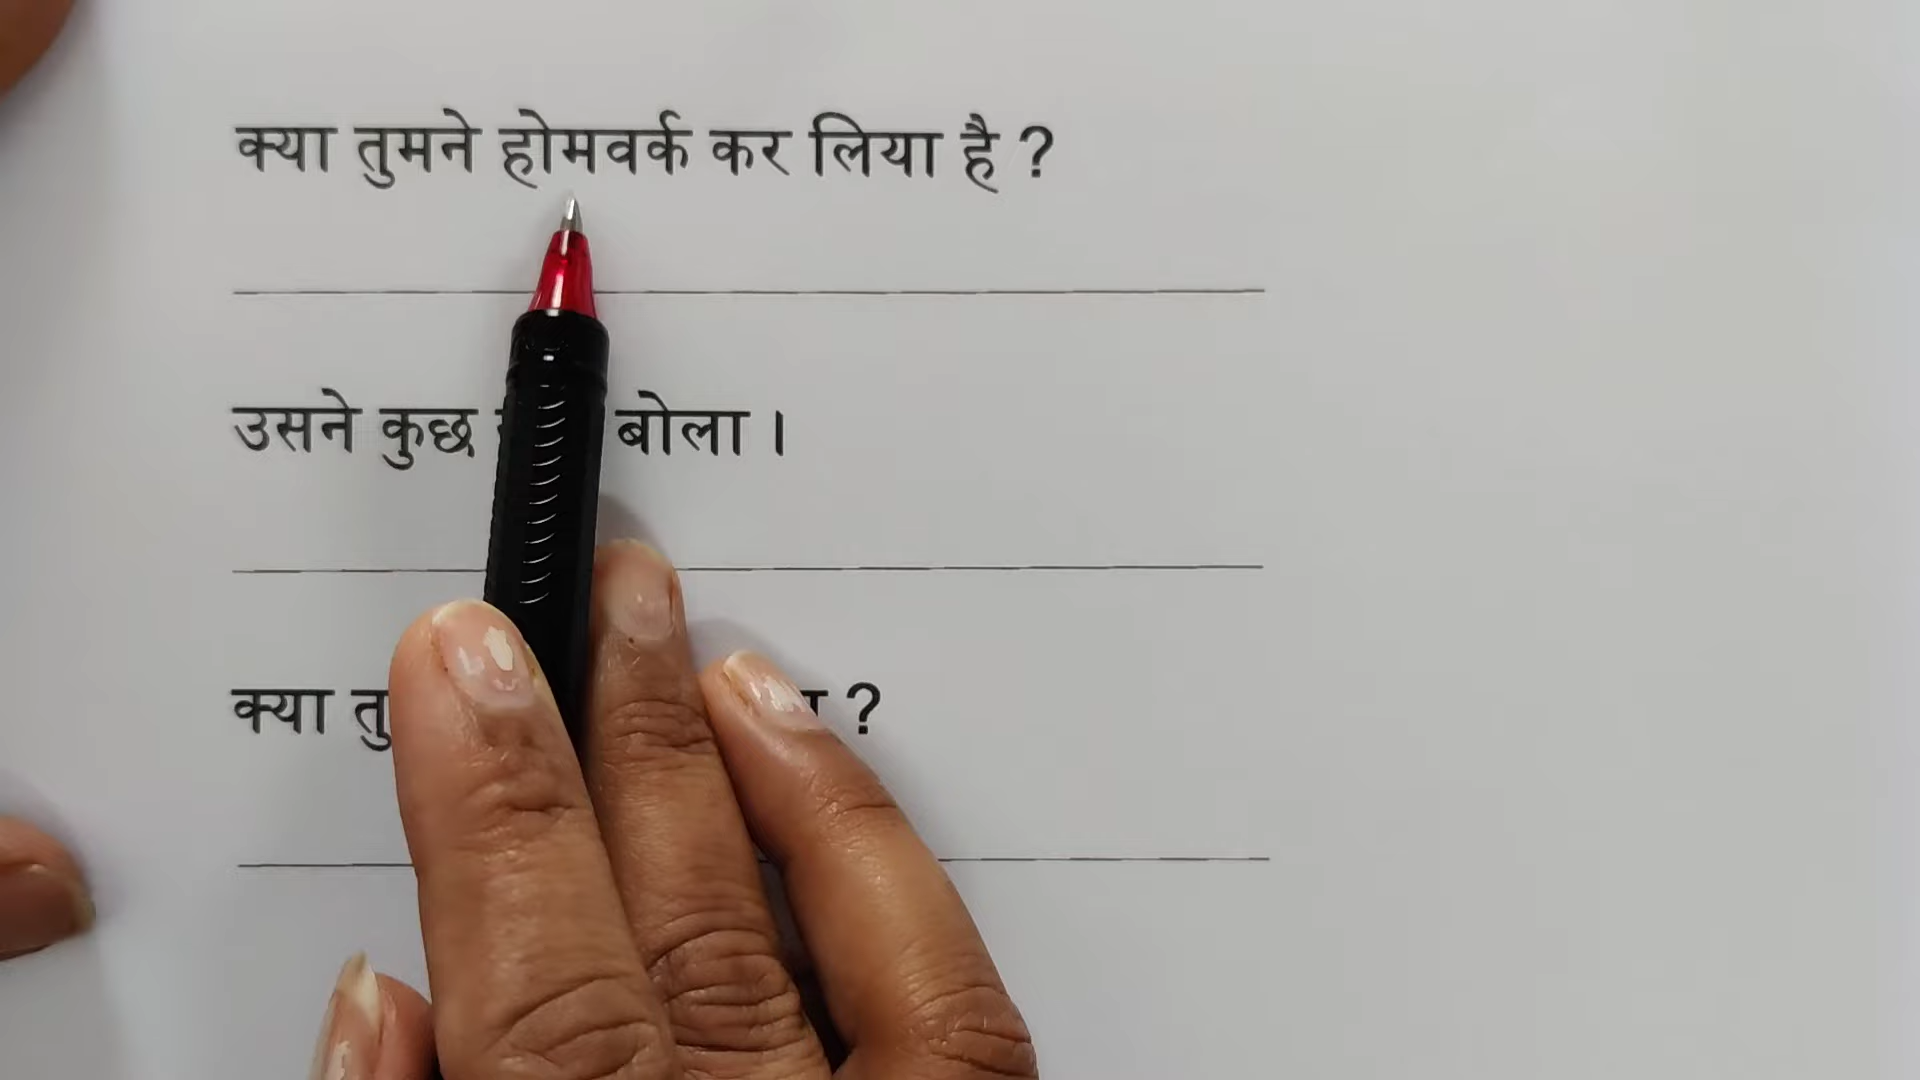 क्या तुमने होमवर्क कर लिया है ?
उसने कुछ बोला ।
क्या ?